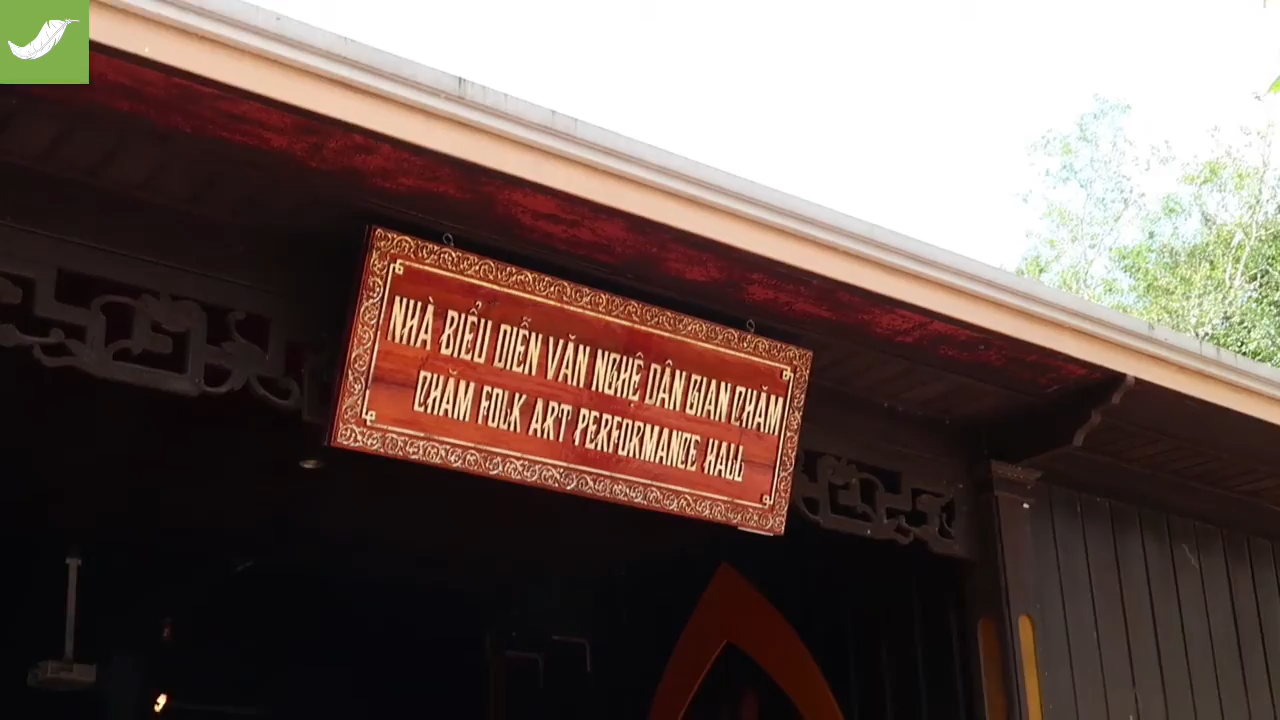 NHÀ BIỂU DIỄN VĂN NGHỆ DÂN GIAN CHĂM
CHĂM FOLK ART PERFORMANCE HALL